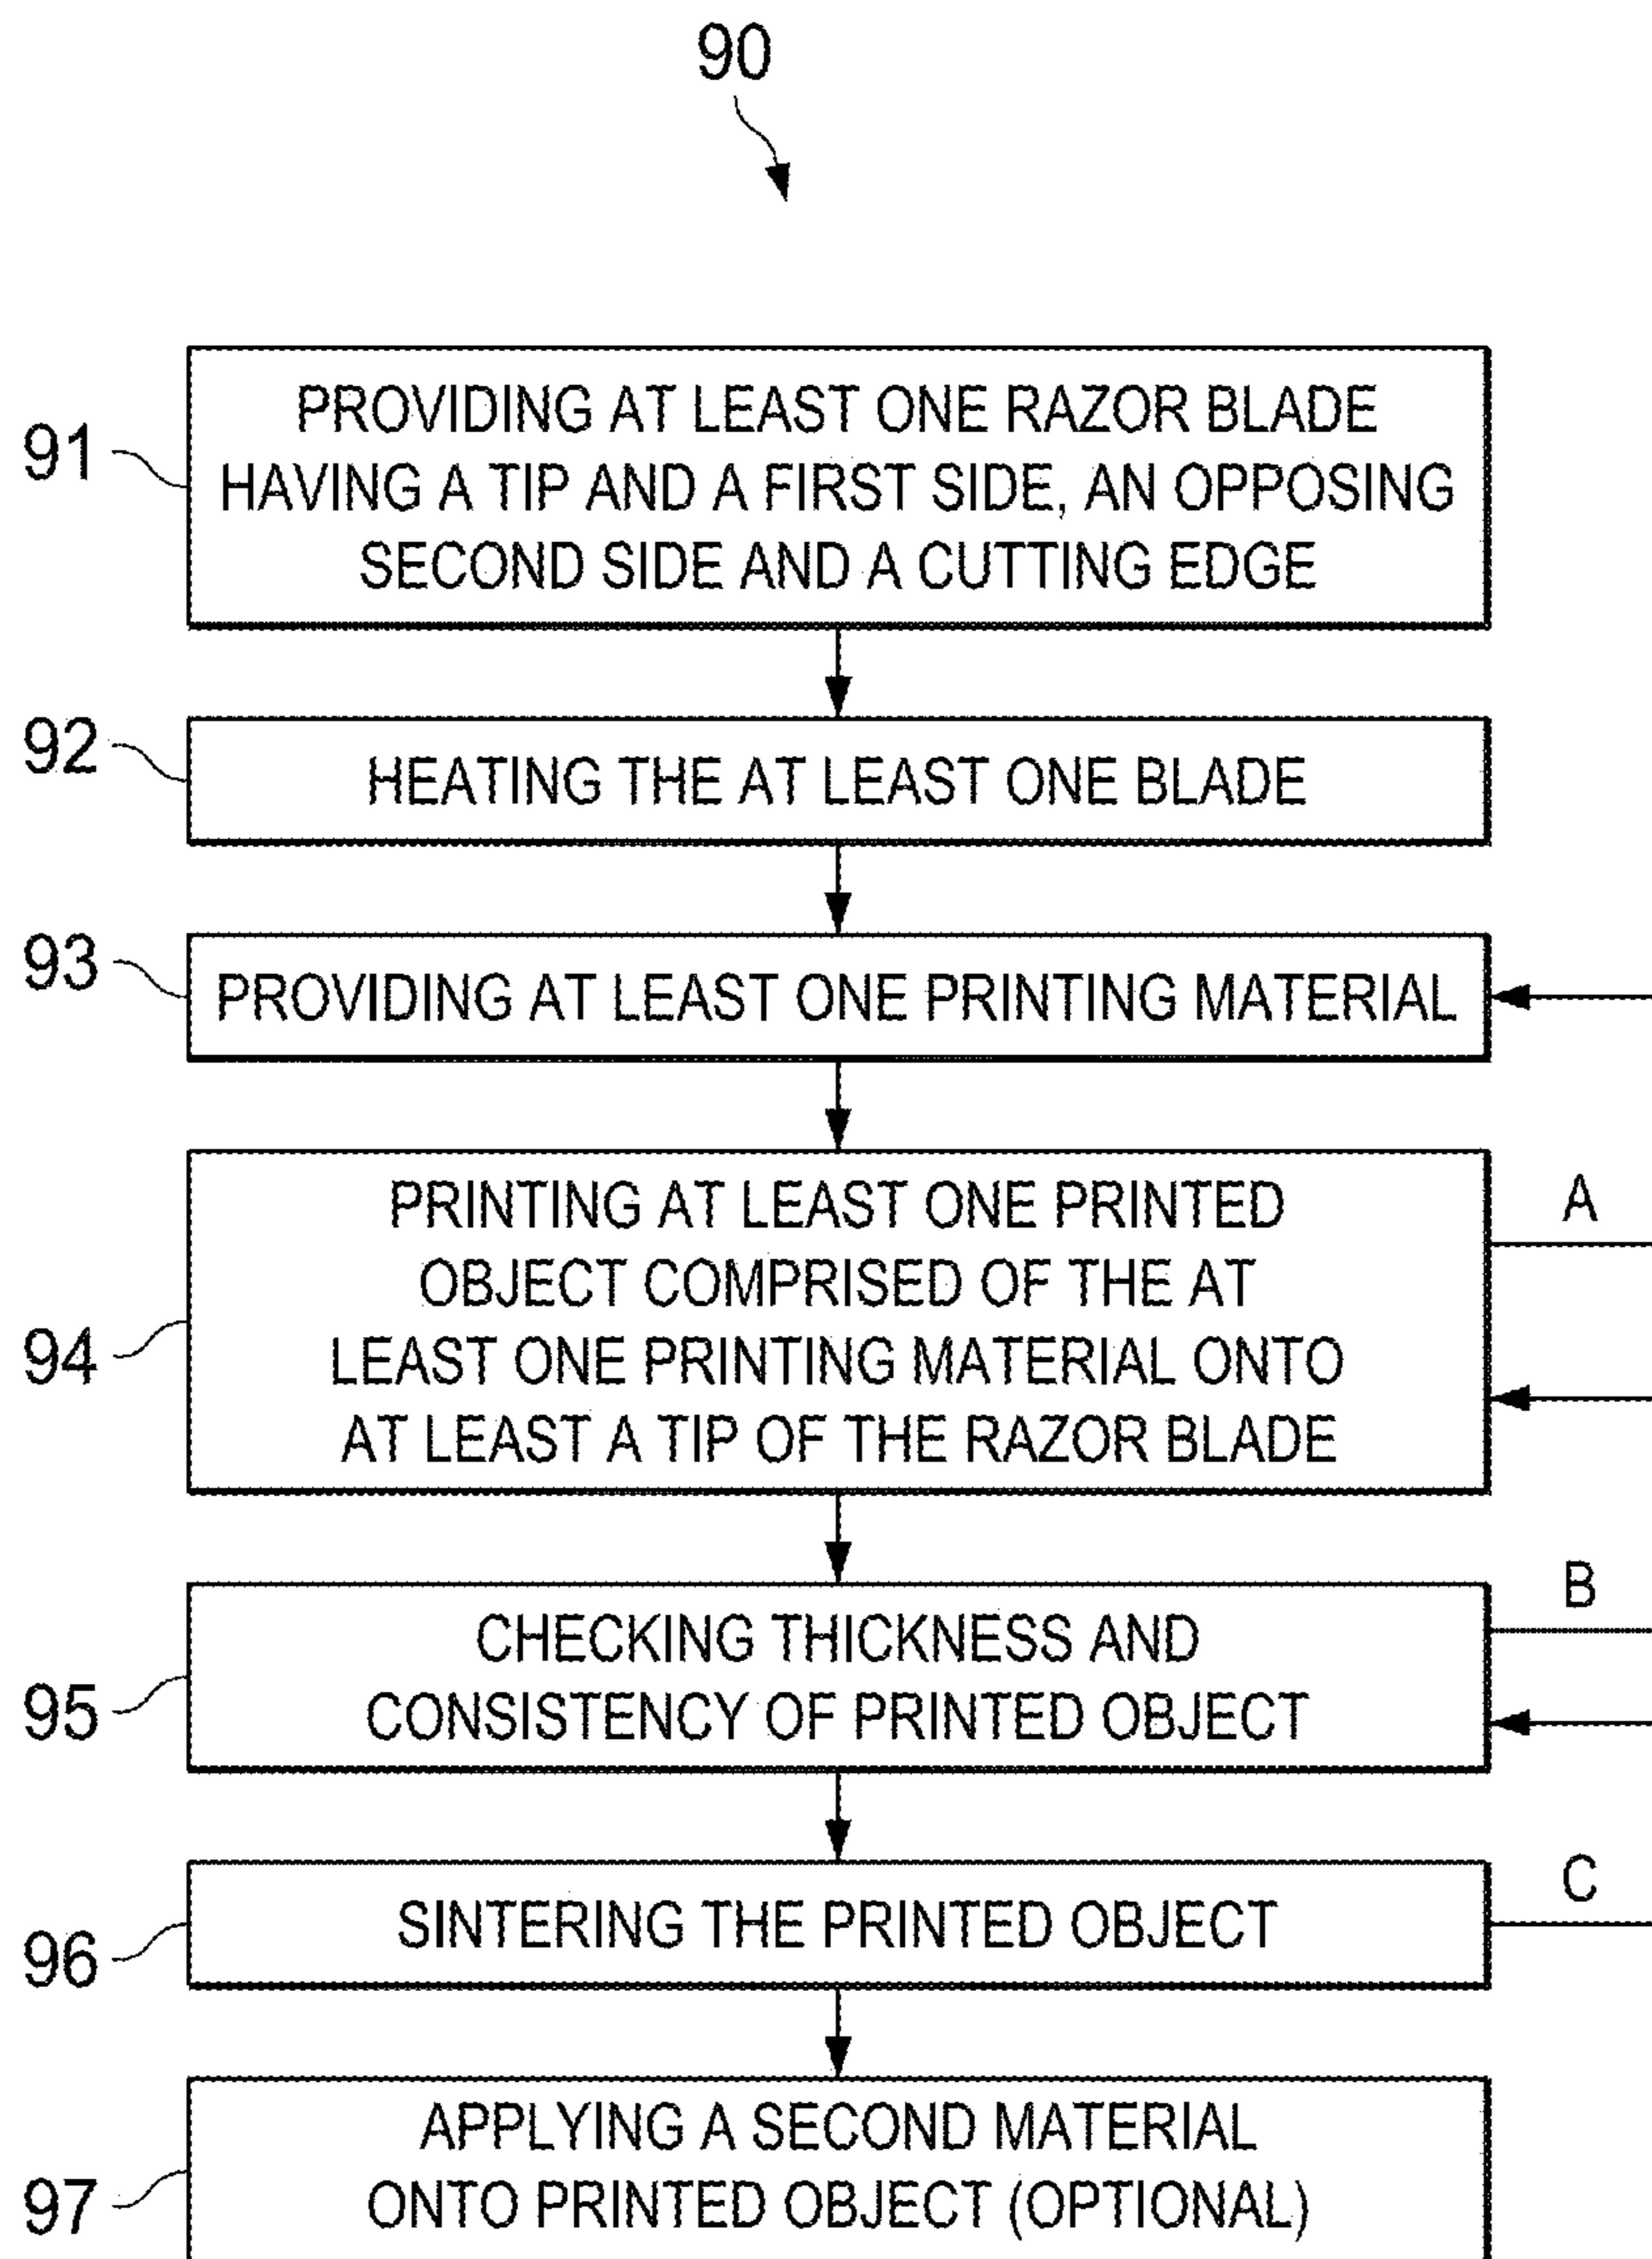 90
91
PROVIDING AT LEAST ONE RAZOR BLADE
HAVING A TIP AND A FIRST SIDE, AN OPPOSING
SECOND SIDE AND A CUTTING EDGE
92
HEATING THE AT LEAST ONE BLADE
93
PROVIDING AT LEAST ONE PRINTING MATERIAL
94
PRINTING AT LEAST ONE PRINTED
OBJECT COMPRISED OF THE AT
LEAST ONE PRINTING MATERIAL ONTO
AT LEAST A TIP OF THE RAZOR BLADE
A
95
CHECKING THICKNESS AND
CONSISTENCY OF PRINTED OBJECT
B
96
SINTERING THE PRINTED OBJECT
C
97
APPLYING A SECOND MATERIAL
ONTO PRINTED OBJECT (OPTIONAL)